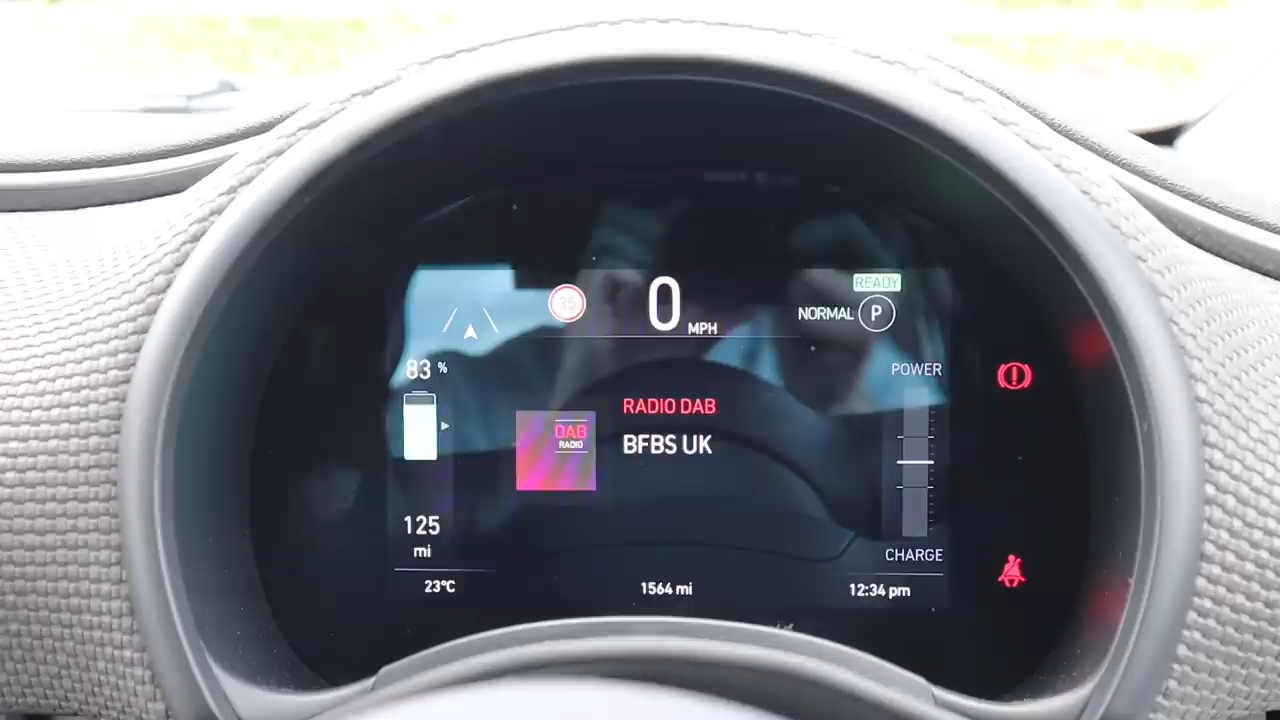 READY
35
0 MPH
NORMAL P
83 %
POWER
RADIO DAB
DAB
RADIO
BFBS UK
125
mi
CHARGE
23°C
1564 mi
12:34 pm